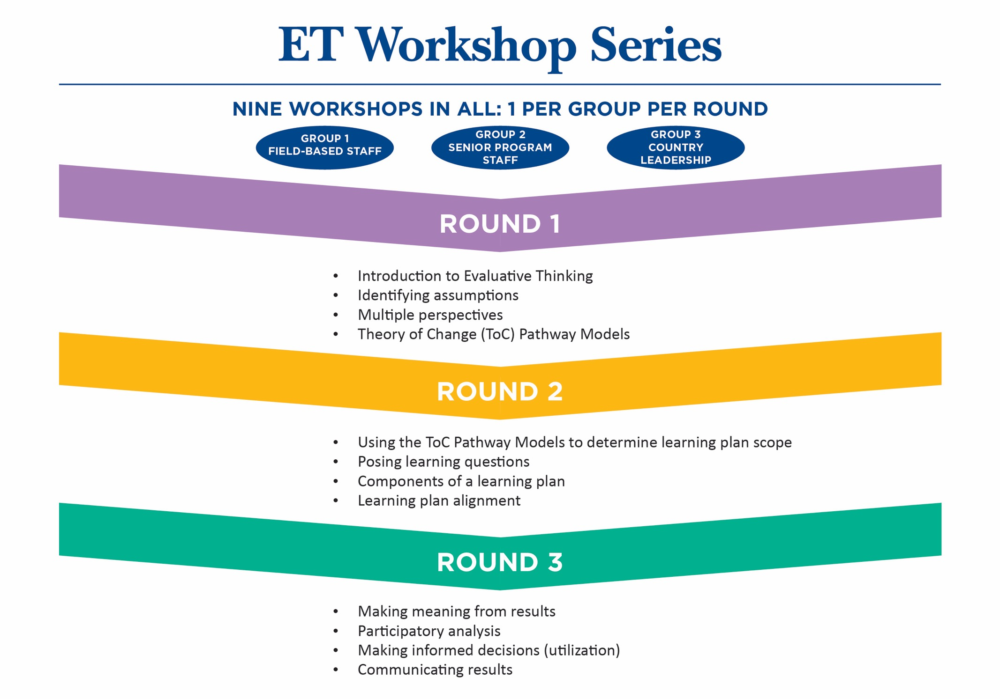 ET Workshop Series
NINE WORKSHOPS IN ALL: 1 PER GROUP PER ROUND
GROUP 1
FIELD-BASED STAFF
GROUP 2
SENIOR PROGRAM
STAFF
GROUP 3
COUNTRY
LEADERSHIP
ROUND 1
• Introduction to Evaluative Thinking
• Identifying assumptions
• Multiple perspectives
• Theory of Change (ToC) Pathway Models
ROUND 2
• Using the ToC Pathway Models to determine learning plan scope
• Posing learning questions
• Components of a learning plan
• Learning plan alignment
ROUND 3
• Making meaning from results
• Participatory analysis
• Making informed decisions (utilization)
• Communicating results